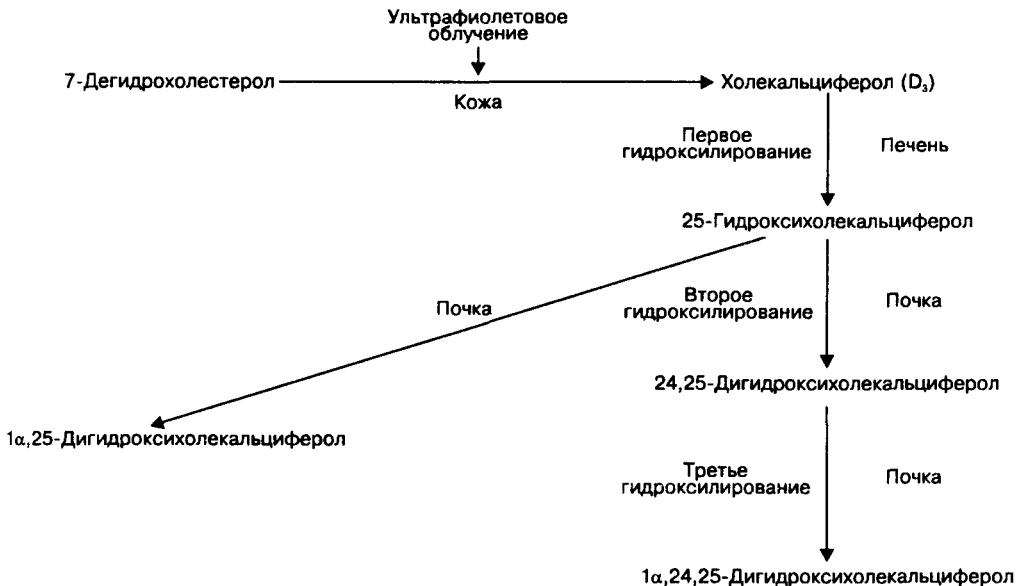 Ультрафиолетовое
облучение
7-Дегидрохолестерол
Холекальциферол (D₃)
Кожа
Первое
гидроксилирование
Печень
25-Гидроксихолекальциферол
Почка
Второе
гидроксилирование
Почка
24,25-Дигидроксихолекальциферол
1α,25-Дигидроксихолекальциферол
Третье
гидроксилирование
Почка
1α,24,25-Дигидроксихолекальциферол